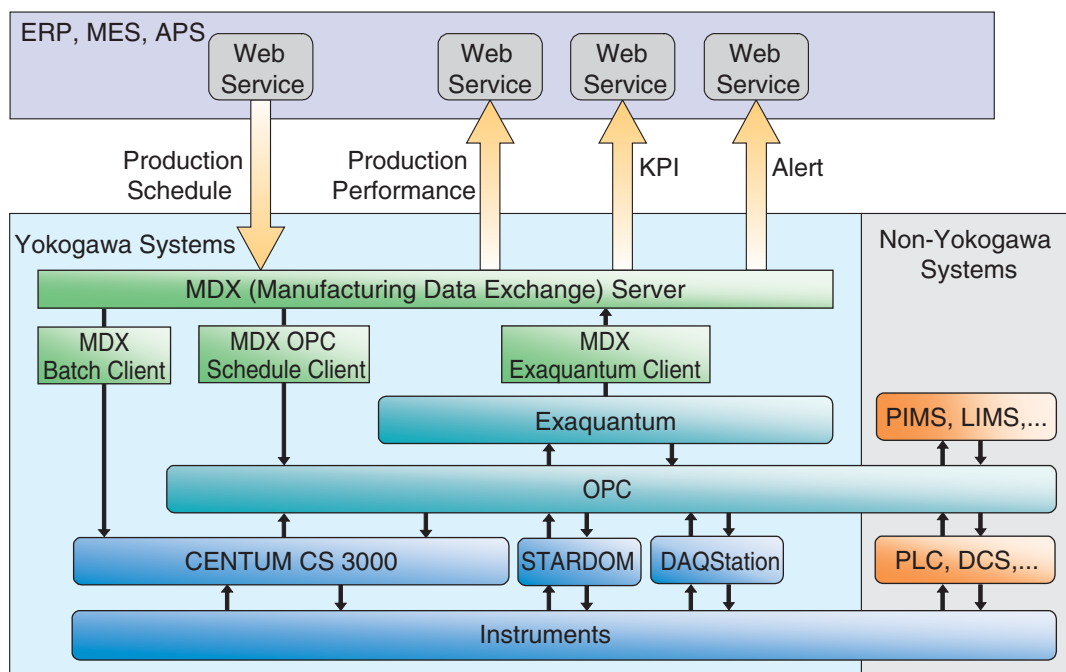 ERP, MES, APS
Web
Service
Web
Service
Web
Service
Web
Service
Production
Schedule
Production
Performance
KPI
Alert
Yokogawa Systems
Non-Yokogawa
Systems
MDX (Manufacturing Data Exchange) Server
MDX
Batch Client
MDX OPC
Schedule Client
MDX
Exaquantum Client
Exaquantum
PIMS, LIMS,...
OPC
CENTUM CS 3000
STARDOM
DAQStation
PLC, DCS,...
Instruments